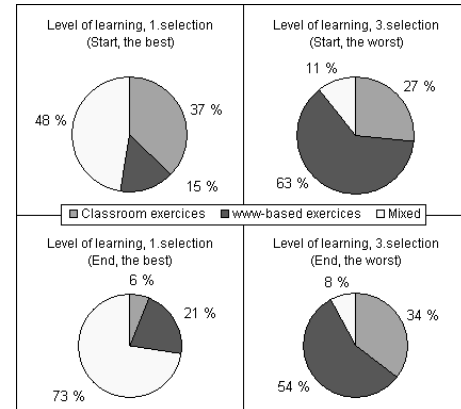 Level of learning, 1.selection
(Start, the best)
48 %
37 %
15 %
Level of learning, 3.selection
(Start, the worst)
11 %
27 %
63 %
Classroom exercices www-based exercices Mixed
Level of learning, 1.selection
(End, the best)
6 %
21 %
73 %
Level of learning, 3.selection
(End, the worst)
8 %
34 %
54 %